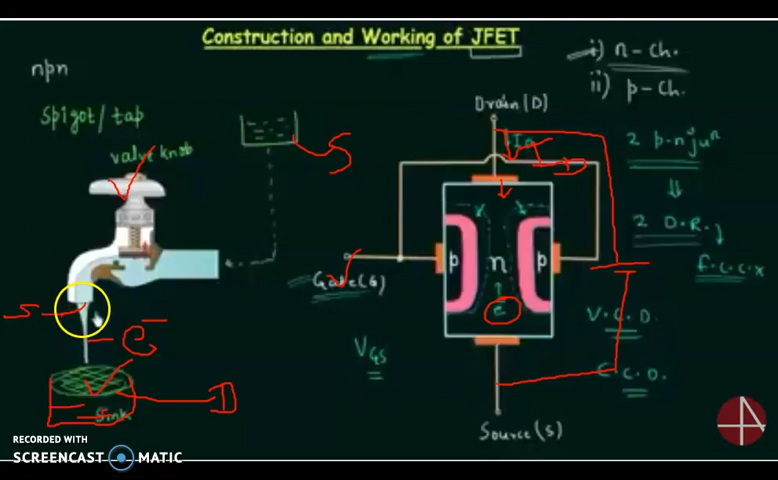 Construction and Working of JFET
npn
i) n-ch.
ii) p-ch.
Spigot/tap
valve knob
S
Drain(D)
ID
D
2 p-n jun
2 D.R.
f.c.c.x
p
n
p
e
Gate(G)
VGS
V.C.D.
C.C.D.
S
e-
D
Sink
Source(S)
RECORDED WITH
SCREENCAST MATIC